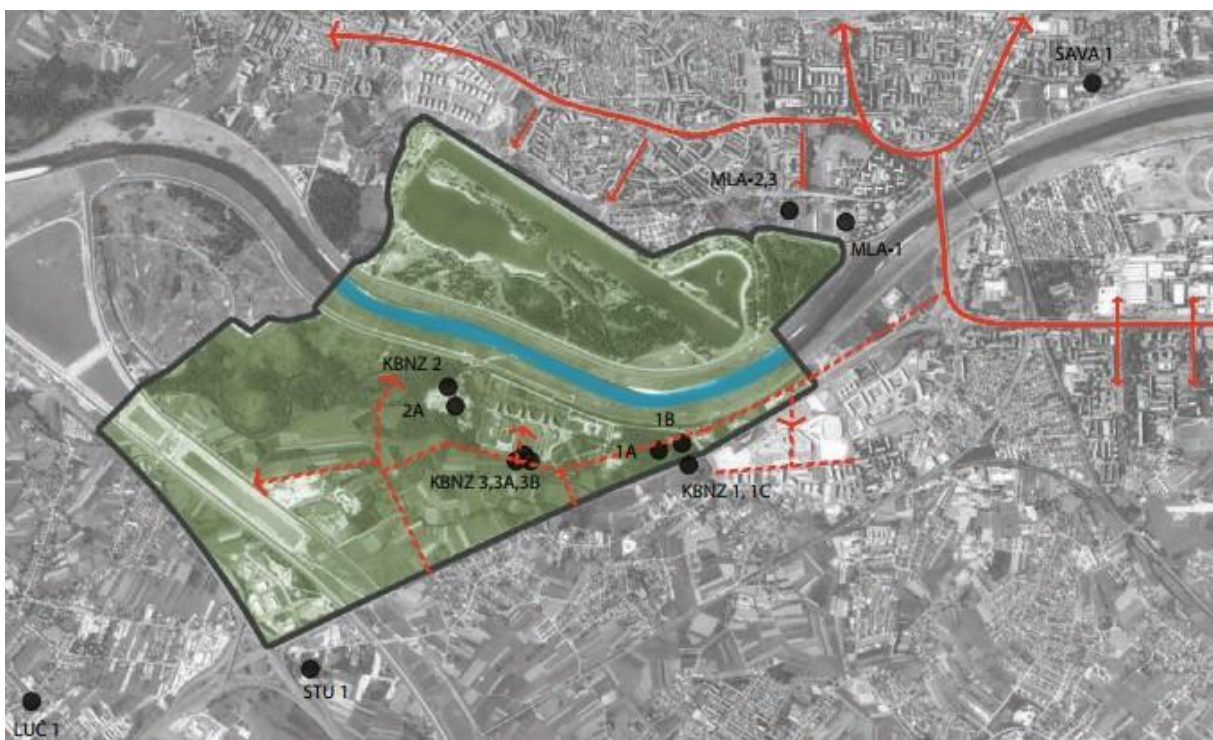 SAVA 1
MLA-2,3
MLA-1
KBNZ 2
2A
1B
1A
KBNZ 3,3A,3B
KBNZ 1, 1C
STU 1
LUČ 1